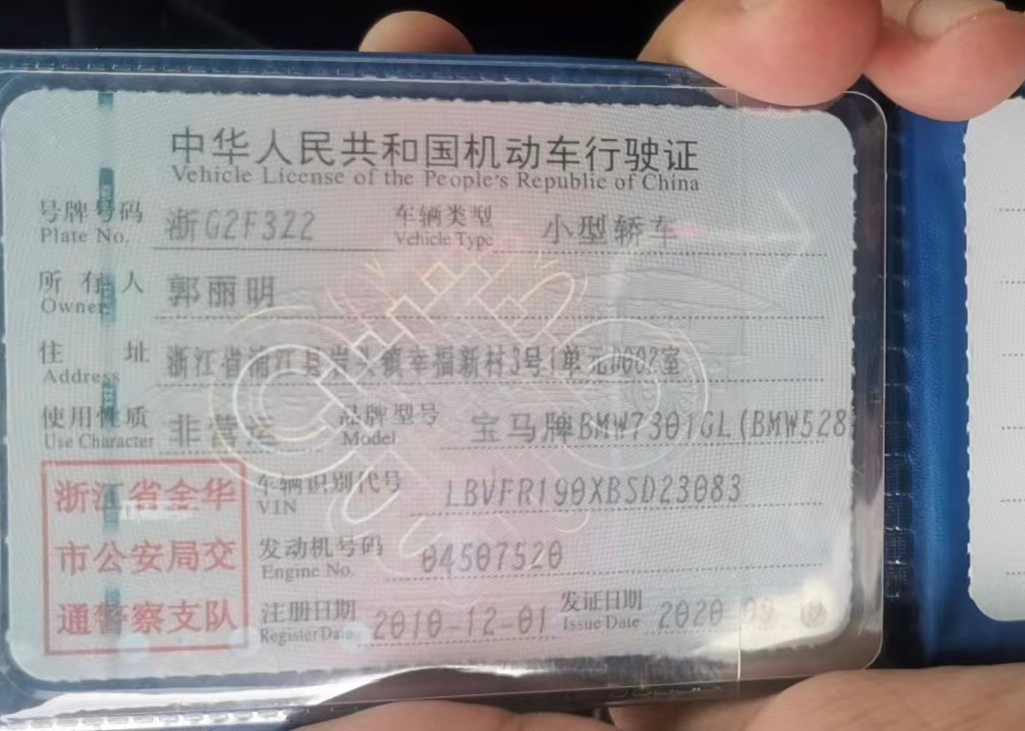 中华人民共和国机动车行驶证
Vehicle License of the People's Republic of China
号牌号码 浙G2F322 车辆类型 小型轿车
Plate No. Vehicle Type
所有人 郭丽明
Owner
住址 浙江省浦江县岩头镇幸福新村3号1单元0602室
Address
使用性质 非营运 品牌型号 宝马牌BMW7301GL(BMW528
Use Character Model
浙江省金华 车辆识别代号 LBVFR190XBSD23083
VIN
市公安局交 发动机号码 04507520
Engine No.
通警察支队 注册日期 2010-12-01 发证日期 2020
Register Date Issue Date